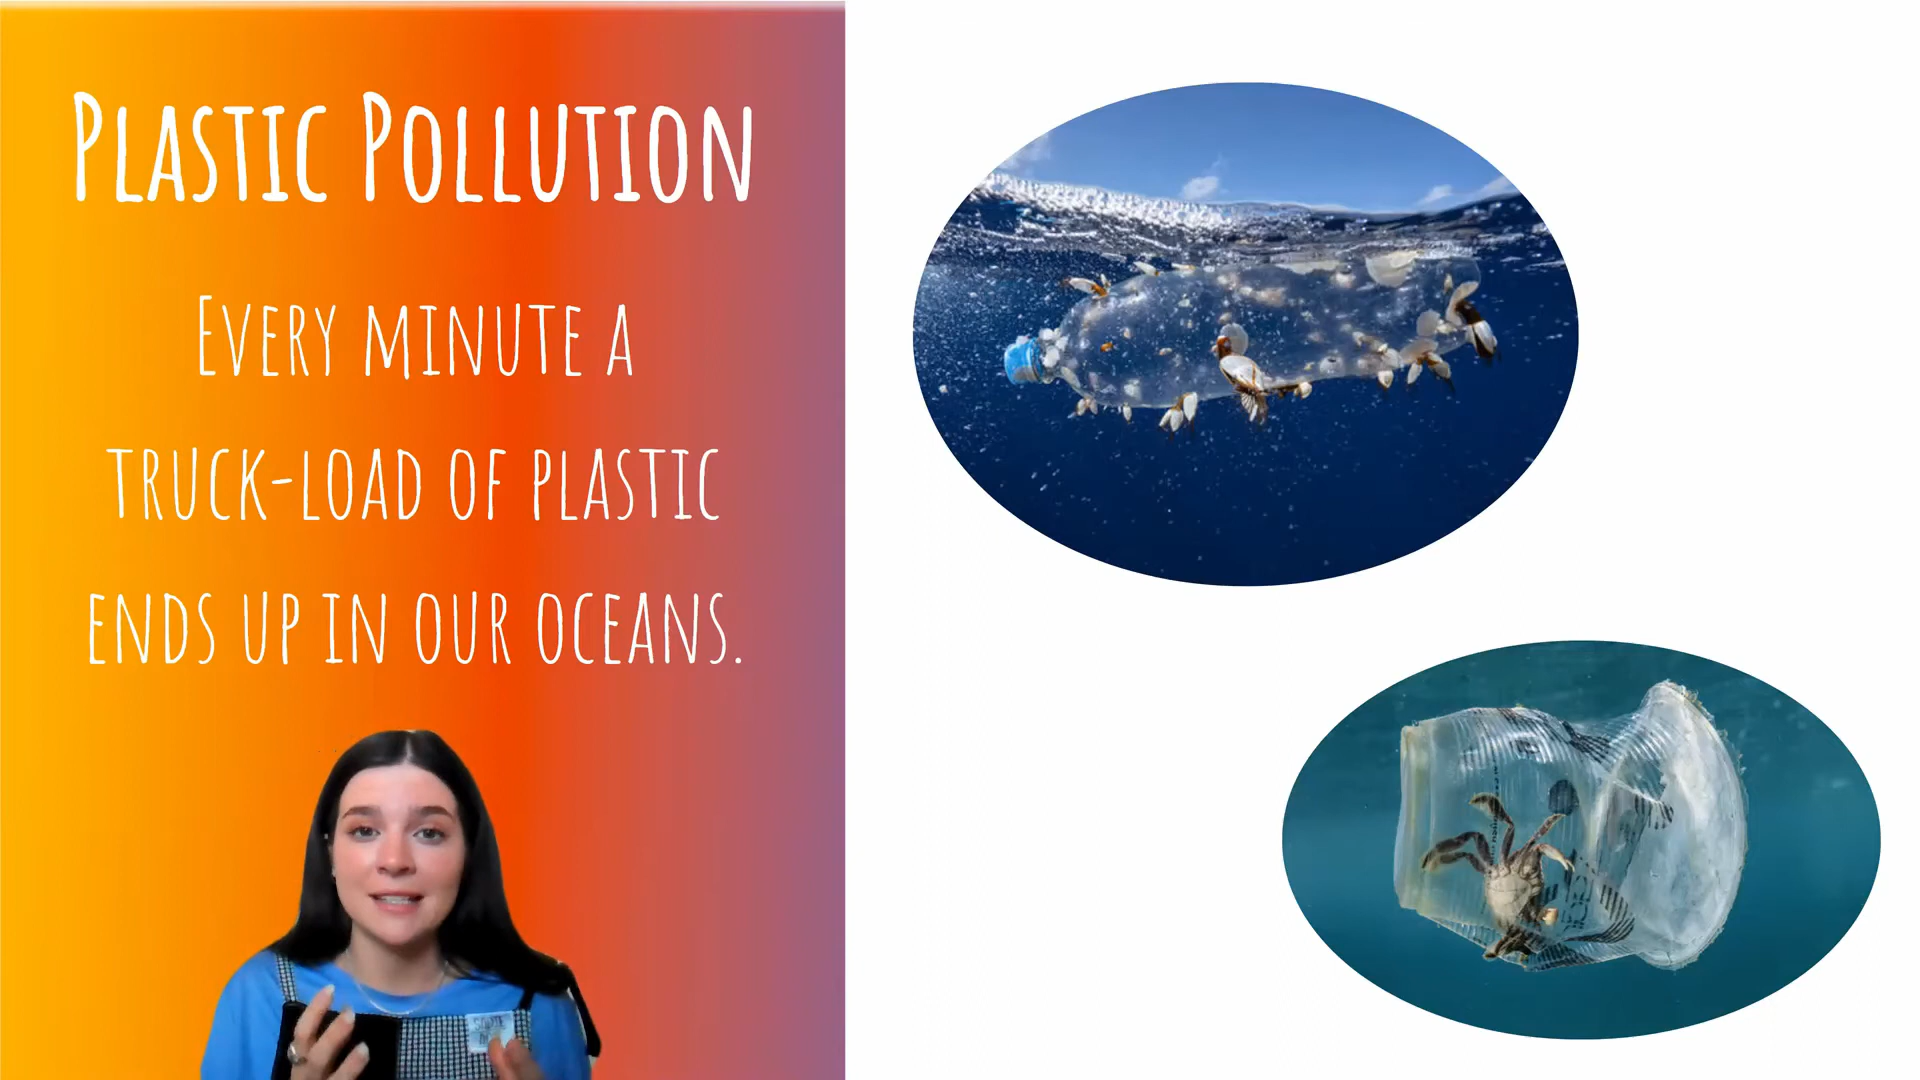 Plastic Pollution
Every minute a
truck-load of plastic
ends up in our oceans.